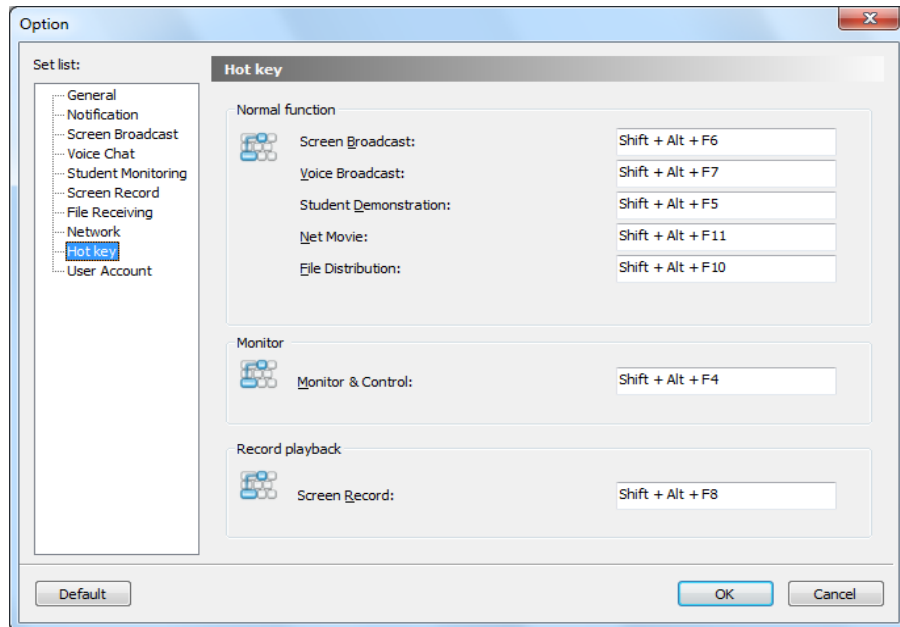 Option
Set list:
General
Notification
Screen Broadcast
Voice Chat
Student Monitoring
Screen Record
File Receiving
Network
Hot key
User Account
Hot key
Normal function
Screen Broadcast: Shift + Alt + F6
Voice Broadcast: Shift + Alt + F7
Student Demonstration: Shift + Alt + F5
Net Movie: Shift + Alt + F11
File Distribution: Shift + Alt + F10
Monitor
Monitor & Control: Shift + Alt + F4
Record playback
Screen Record: Shift + Alt + F8
Default OK Cancel